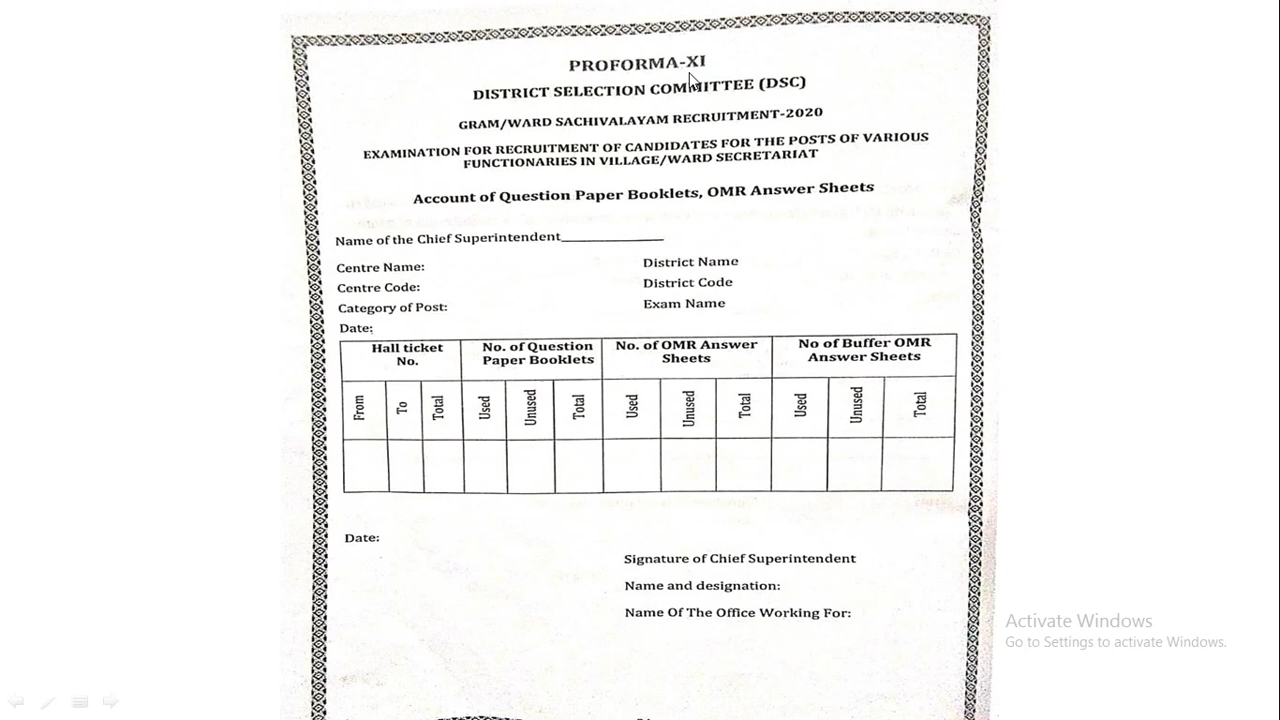 PROFORMA-XI
DISTRICT SELECTION COMMITTEE (DSC)
GRAM/WARD SACHIVALAYAM RECRUITMENT-2020
EXAMINATION FOR RECRUITMENT OF CANDIDATES FOR THE POSTS OF VARIOUS
FUNCTIONARIES IN VILLAGE/WARD SECRETARIAT
Account of Question Paper Booklets, OMR Answer Sheets
Name of the Chief Superintendent______________
Centre Name: District Name
Centre Code: District Code
Category of Post: Exam Name
Date:
Hall ticket No. of Question No. of OMR Answer No of Buffer OMR
No. Paper Booklets Sheets Answer Sheets
From To Total Used Unused Total Used Unused Total Used Unused Total
Date:
Signature of Chief Superintendent
Name and designation:
Name Of The Office Working For:
Activate Windows
Go to Settings to activate Windows.